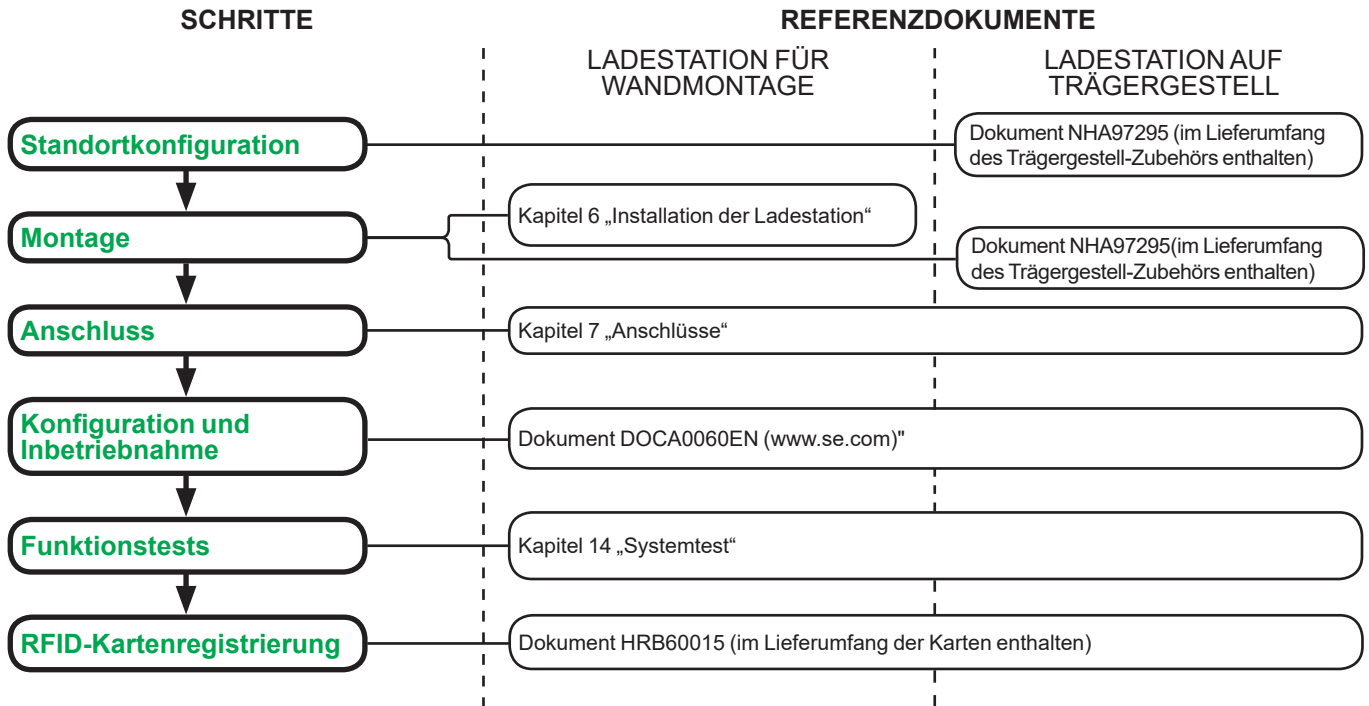 SCHRITTE
REFERENZDOKUMENTE
LADESTATION FÜR
WANDMONTAGE
LADESTATION AUF
TRÄGERGESTELL
Standortkonfiguration
Dokument NHA97295 (im Lieferumfang
des Trägergestell-Zubehörs enthalten)
Montage
Kapitel 6 „Installation der Ladestation“
Dokument NHA97295(im Lieferumfang
des Trägergestell-Zubehörs enthalten)
Anschluss
Kapitel 7 „Anschlüsse“
Konfiguration und
Inbetriebnahme
Dokument DOCA0060EN (www.se.com)"
Funktionstests
Kapitel 14 „Systemtest“
RFID-Kartenregistrierung
Dokument HRB60015 (im Lieferumfang der Karten enthalten)